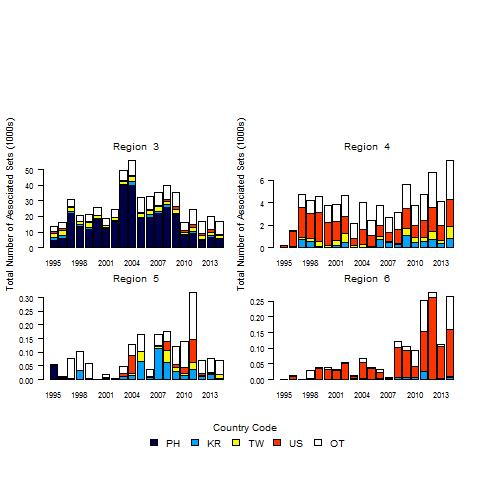 Region 3
Region 4
Total Number of Associated Sets (1000s)
50
40
30
20
10
0
1995 1998 2001 2004 2007 2010 2013
Total Number of Associated Sets (1000s)
6
4
2
0
1995 1998 2001 2004 2007 2010 2013
Region 5
Region 6
0.30
0.25
0.20
0.15
0.10
0.05
0.00
1995 1998 2001 2004 2007 2010 2013
0.25
0.20
0.15
0.10
0.05
0.00
1995 1998 2001 2004 2007 2010 2013
Country Code
PH KR TW US OT